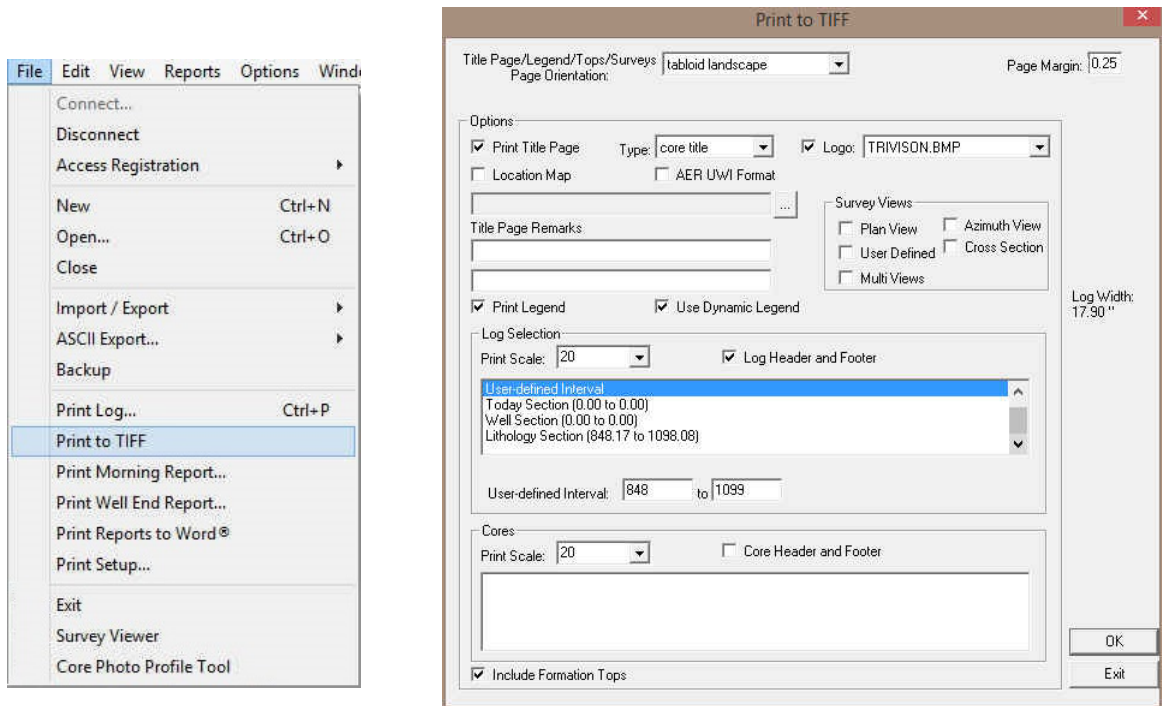 File Edit View Reports Options
Connect...
Disconnect
Access Registration
New Ctrl+N
Open... Ctrl+O
Close
Import / Export
ASCII Export...
Backup
Print Log... Ctrl+P
Print to TIFF
Print Morning Report...
Print Well End Report...
Print Reports to Word®
Print Setup...
Exit
Survey Viewer
Core Photo Profile Tool
Print to TIFF
Title Page/Legend/Tops/Surveys tabloid landscape Page Margin: 0.25
Page Orientation:
Options
Print Title Page Type: core title Logo: TRIVISON.BMP
Location Map AER UWI Format
...
Survey Views
Plan View Azimuth View
User Defined Cross Section
Multi Views
Title Page Remarks
Print Legend Use Dynamic Legend
Log Width:
17.90 "
Log Selection
Print Scale: 20 Log Header and Footer
User-defined Interval
Today Section (0.00 to 0.00)
Well Section (0.00 to 0.00)
Lithology Section (848.17 to 1098.08)
User-defined Interval: 848 to 1099
Cores
Print Scale: 20 Core Header and Footer
Include Formation Tops
OK
Exit